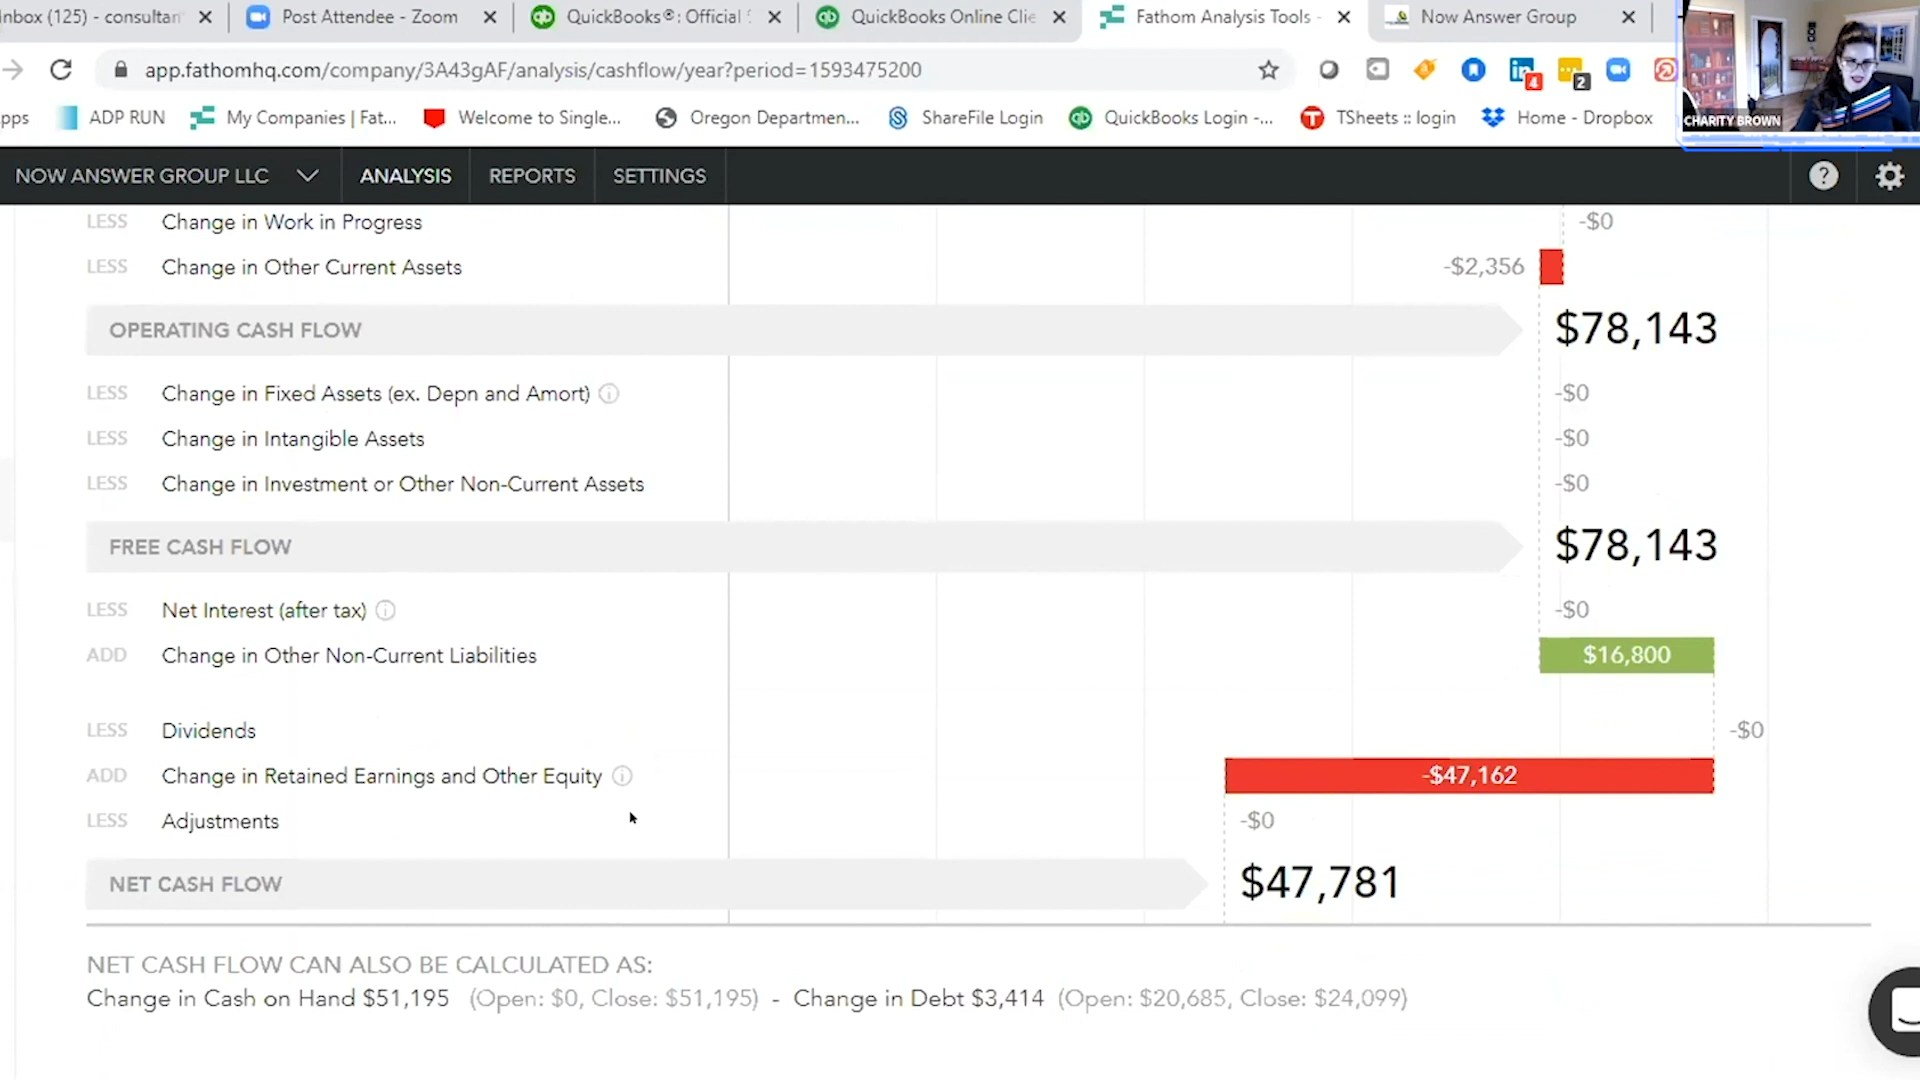 nbox (125) - consultan
Post Attendee - Zoom
QuickBooks®: Official
QuickBooks Online Clie
Fathom Analysis Tools -
Now Answer Group
app.fathomhq.com/company/3A43gAF/analysis/cashflow/year?period=1593475200
4
2
pps
ADP RUN
My Companies | Fat...
Welcome to Single...
Oregon Departmen...
ShareFile Login
QuickBooks Login -...
TSheets :: login
Home - Dropbox
CHARITY BROWN
NOW ANSWER GROUP LLC
ANALYSIS
REPORTS
SETTINGS
?
LESS Change in Work in Progress -$0
LESS Change in Other Current Assets -$2,356
OPERATING CASH FLOW $78,143
LESS Change in Fixed Assets (ex. Depn and Amort) -$0
LESS Change in Intangible Assets -$0
LESS Change in Investment or Other Non-Current Assets -$0
FREE CASH FLOW $78,143
LESS Net Interest (after tax) -$0
ADD Change in Other Non-Current Liabilities $16,800
LESS Dividends -$0
ADD Change in Retained Earnings and Other Equity -$47,162
LESS Adjustments -$0
NET CASH FLOW $47,781
NET CASH FLOW CAN ALSO BE CALCULATED AS:
Change in Cash on Hand $51,195 (Open: $0, Close: $51,195) - Change in Debt $3,414 (Open: $20,685, Close: $24,099)